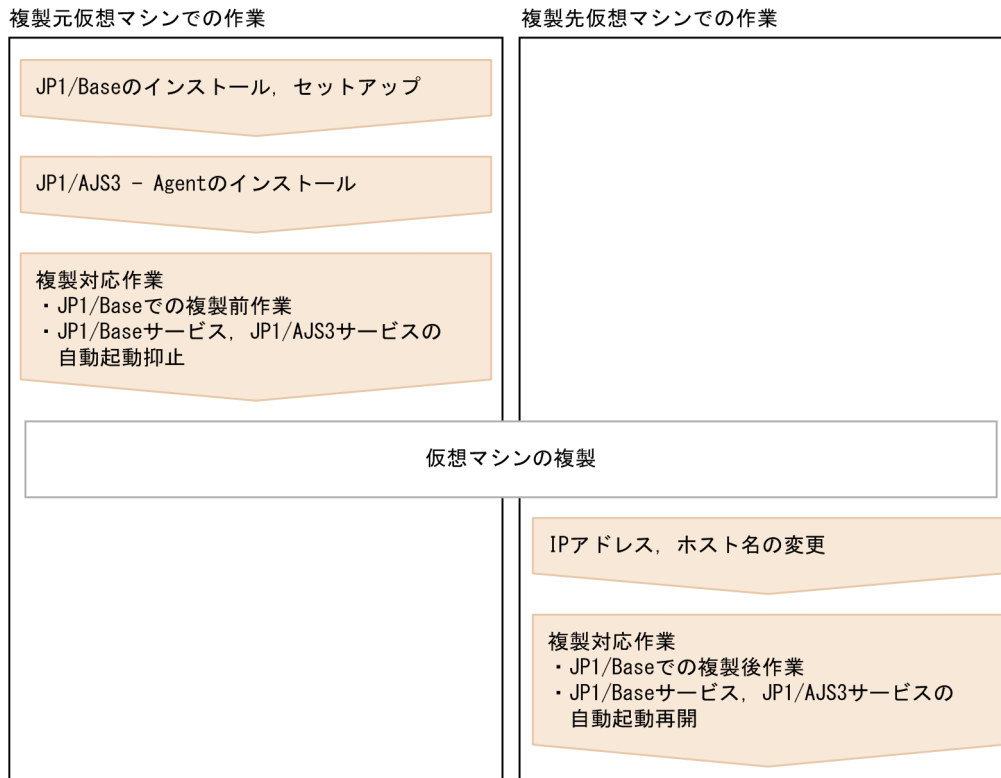 複製元仮想マシンでの作業
複製先仮想マシンでの作業
JP1/Baseのインストール，セットアップ
JP1/AJS3 − Agentのインストール
複製対応作業
・JP1/Baseでの複製前作業
・JP1/Baseサービス，JP1/AJS3サービスの
自動起動抑止
仮想マシンの複製
IPアドレス，ホスト名の変更
複製対応作業
・JP1/Baseでの複製後作業
・JP1/Baseサービス，JP1/AJS3サービスの
自動起動再開